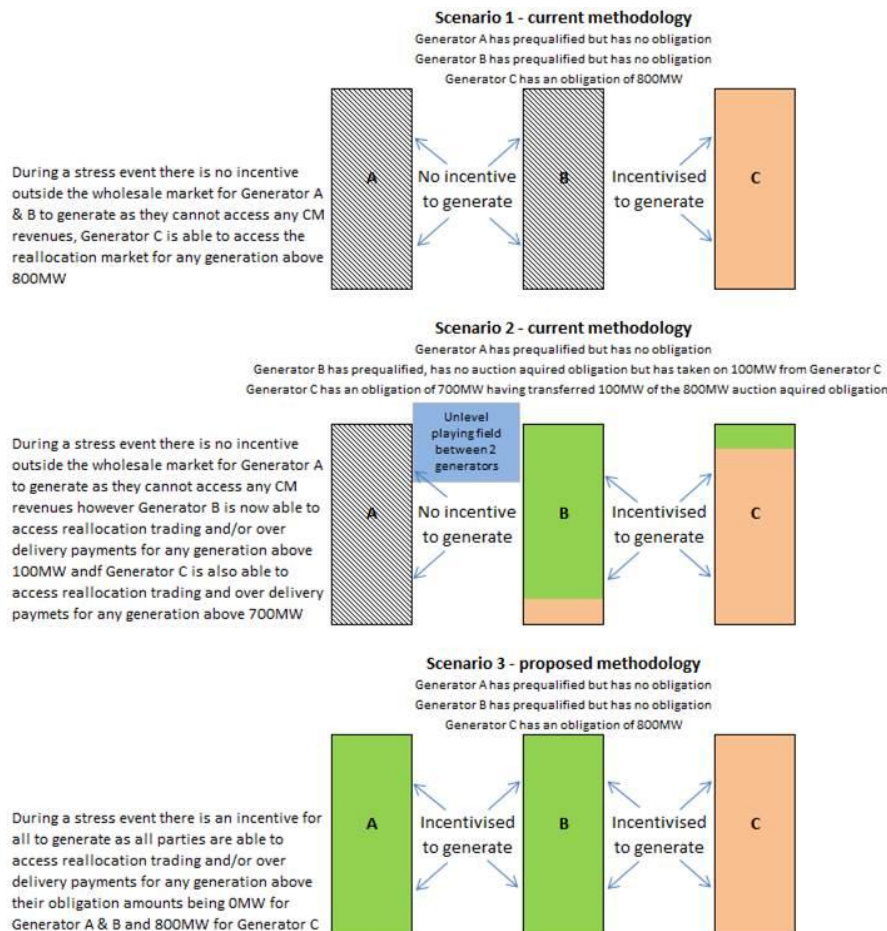 Scenario 1 - current methodology
Generator A has prequalified but has no obligation
Generator B has prequalified but has no obligation
Generator C has an obligation of 800MW
During a stress event there is no incentive
outside the wholesale market for Generator A
& B to generate as they cannot access any CM
revenues, Generator C is able to access the
reallocation market for any generation above
800MW
A
No incentive
to generate
B
Incentivised
to generate
C
Scenario 2 - current methodology
Generator A has prequalified but has no obligation
Generator B has prequalified, has no auction aquired obligation but has taken on 100MW from Generator C
Generator C has an obligation of 700MW having transferred 100MW of the 800MW auction aquired obligation
Unlevel
playing field
between 2
generators
During a stress event there is no incentive
outside the wholesale market for Generator A
to generate as they cannot access any CM
revenues however Generator B is now able to
access reallocation trading and/or over
delivery payments for any generation above
100MW andf Generator C is also able to
access reallocation trading and over delivery
paymets for any generation above 700MW
A
No incentive
to generate
B
Incentivised
to generate
C
Scenario 3 - proposed methodology
Generator A has prequalified but has no obligation
Generator B has prequalified but has no obligation
Generator C has an obligation of 800MW
During a stress event there is an incentive for
all to generate as all parties are able to
access reallocation trading and/or over
delivery payments for any generation above
their obligation amounts being 0MW for
Generator A & B and 800MW for Generator C
A
Incentivised
to generate
B
Incentivised
to generate
C